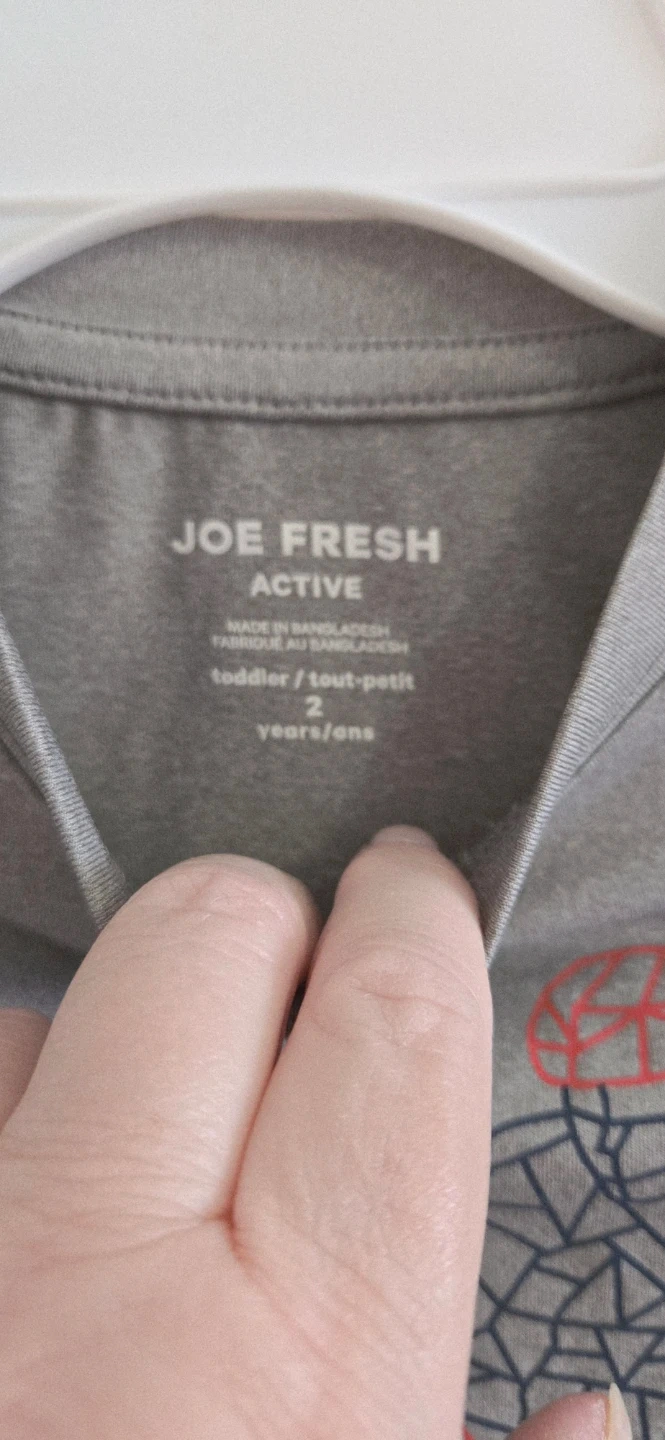 JOE FRESH
ACTIVE
MADE IN BANGLADESH
FABRIQUÉ AU BANGLADESH
toddler / tout-petit
2
years/ans